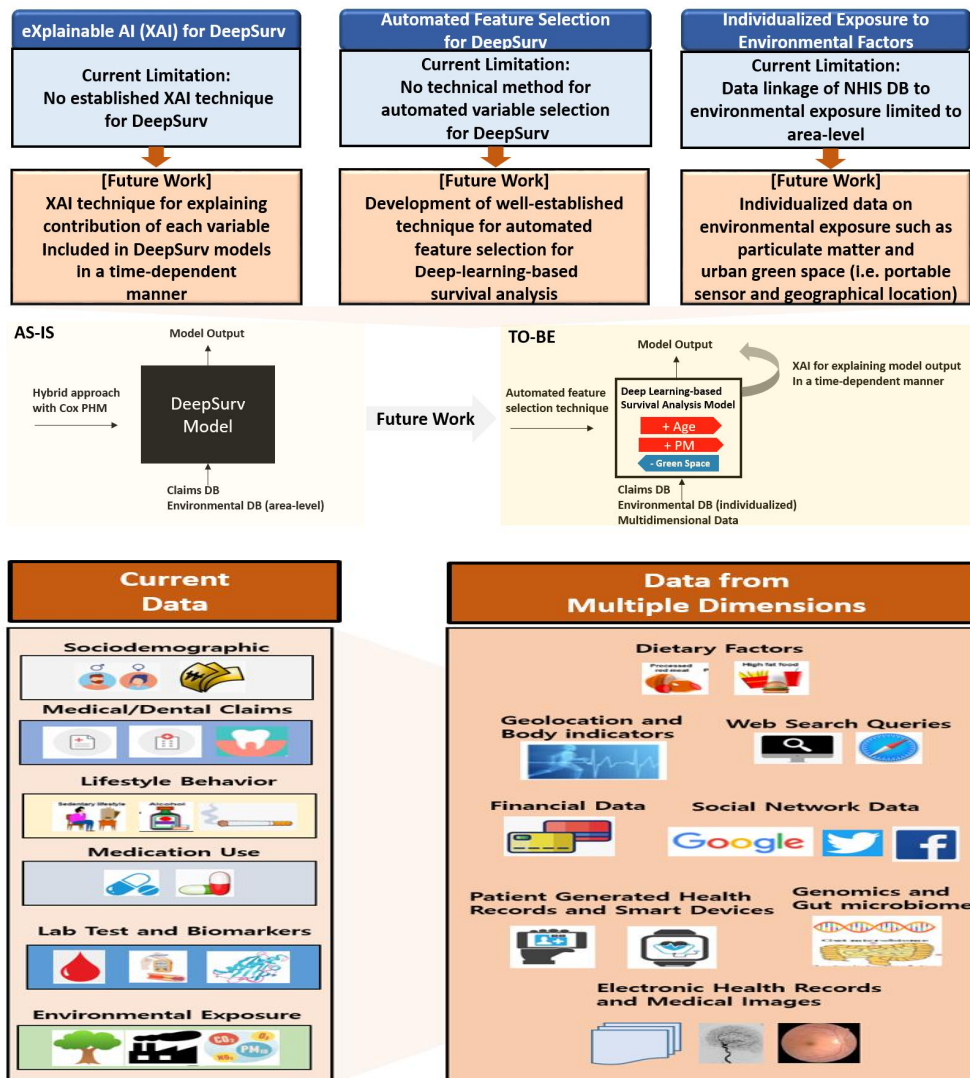 eXplainable AI (XAI) for DeepSurv
Current Limitation:
No established XAI technique
for DeepSurv
[Future Work]
XAI technique for explaining
contribution of each variable
Included in DeepSurv models
in a time-dependent
manner
Automated Feature Selection
for DeepSurv
Current Limitation:
No technical method for
automated variable selection
for DeepSurv
[Future Work]
Development of well-established
technique for automated
feature selection for
Deep-learning-based
survival analysis
Individualized Exposure to
Environmental Factors
Current Limitation:
Data linkage of NHIS DB to
environmental exposure limited to
area-level
[Future Work]
Individualized data on
environmental exposure such as
particulate matter and
urban green space (i.e. portable
sensor and geographical location)
AS-IS
Model Output
Hybrid approach
with Cox PHM
DeepSurv
Model
Claims DB
Environmental DB (area-level)
Future Work
TO-BE
Model Output
XAI for explaining model output
In a time-dependent manner
Automated feature
selection technique
Deep Learning-based
Survival Analysis Model
+ Age
+ PM
- Green Space
Claims DB
Environmental DB (individualized)
Multidimensional Data
Current
Data
Sociodemographic
Medical/Dental Claims
Lifestyle Behavior
Sedentary lifestyle
Alcohol
Medication Use
Lab Test and Biomarkers
Environmental Exposure
Data from
Multiple Dimensions
Dietary Factors
Processed
red meat
High fat food
Geolocation and
Body indicators
Web Search Queries
Financial Data
Social Network Data
Google
Patient Generated Health
Records and Smart Devices
Genomics and
Gut microbiome
Gut microbiome
Electronic Health Records
and Medical Images